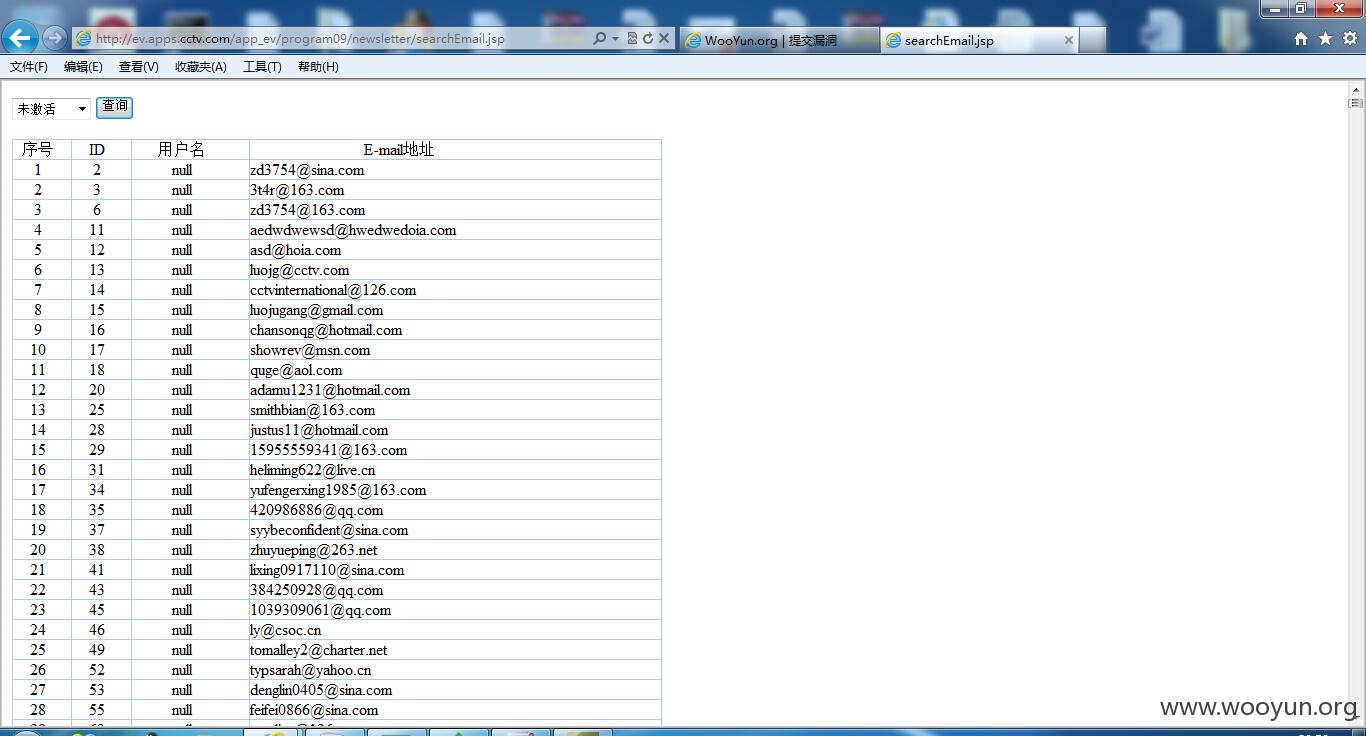 http://ev.apps.cctv.com/app_ev/program09/newsletter/searchEmail.jsp
WooYun.org | 提交漏洞
searchEmail.jsp
文件(F) 编辑(E) 查看(V) 收藏夹(A) 工具(T) 帮助(H)
未激活 查询
序号 ID 用户名 E-mail地址
1 2 null zd3754@sina.com
2 3 null 3t4r@163.com
3 6 null zd3754@163.com
4 11 null aedwdwewsd@hwedwedoia.com
5 12 null asd@hoia.com
6 13 null luojg@cctv.com
7 14 null cctvinternational@126.com
8 15 null luojugang@gmail.com
9 16 null chansonqg@hotmail.com
10 17 null showrev@msn.com
11 18 null quge@aol.com
12 20 null adamu1231@hotmail.com
13 25 null smithbian@163.com
14 28 null justus11@hotmail.com
15 29 null 15955559341@163.com
16 31 null heliming622@live.cn
17 34 null yufengerxing1985@163.com
18 35 null 420986886@qq.com
19 37 null syybeconfident@sina.com
20 38 null zhuyueping@263.net
21 41 null lixing0917110@sina.com
22 43 null 384250928@qq.com
23 45 null 1039309061@qq.com
24 46 null ly@csoc.cn
25 49 null tomalley2@charter.net
26 52 null typsarah@yahoo.cn
27 53 null denglin0405@sina.com
28 55 null feifei0866@sina.com
www.wooyun.org